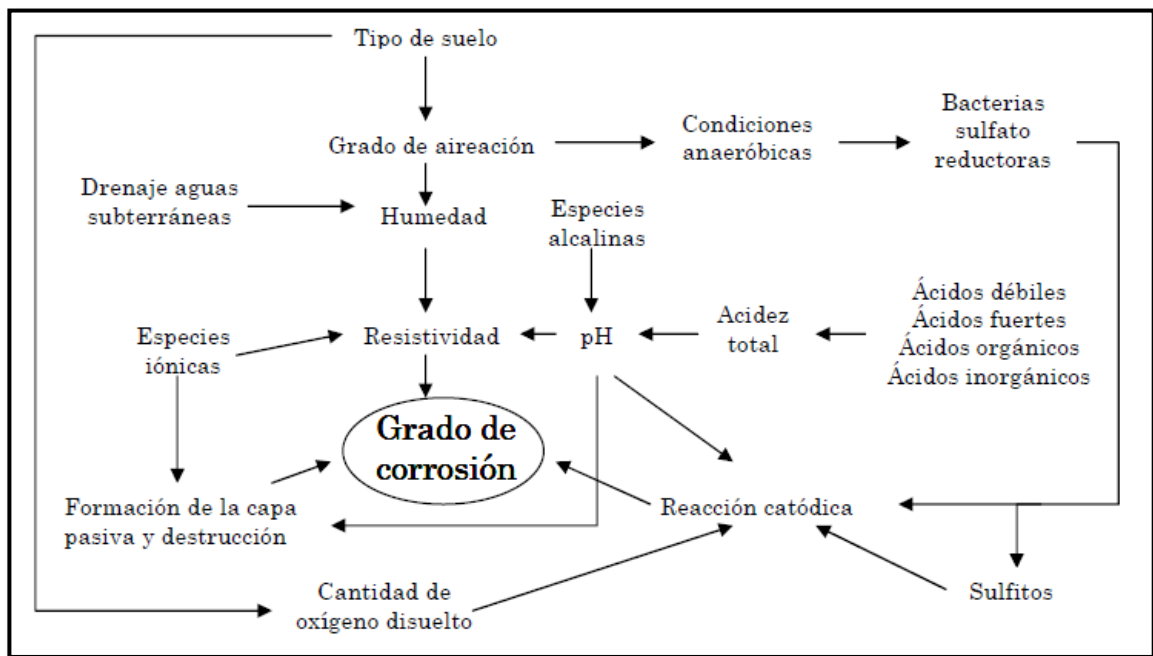 Tipo de suelo
Grado de aireación
Condiciones
anaeróbicas
Bacterias
sulfato
reductoras
Drenaje aguas
subterráneas
Humedad
Especies
alcalinas
Especies
iónicas
Resistividad
pH
Acidez
total
Ácidos débiles
Ácidos fuertes
Ácidos orgánicos
Ácidos inorgánicos
Grado de
corrosión
Formación de la capa
pasiva y destrucción
Reacción catódica
Cantidad de
oxígeno disuelto
Sulfitos